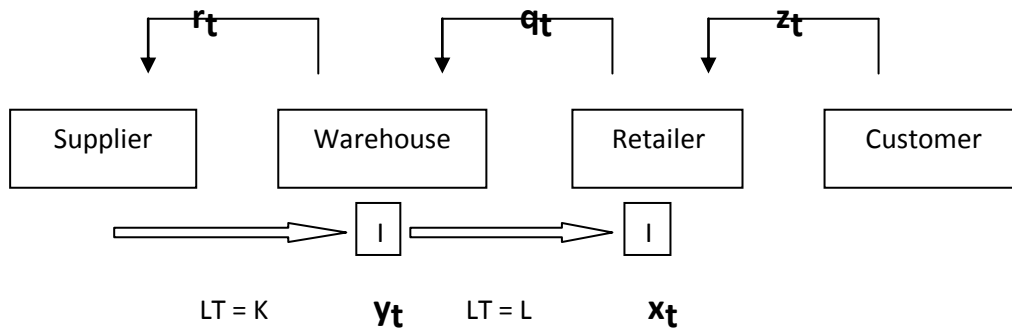 rt qt zt
Supplier Warehouse Retailer Customer
I I
LT = K yt LT = L xt